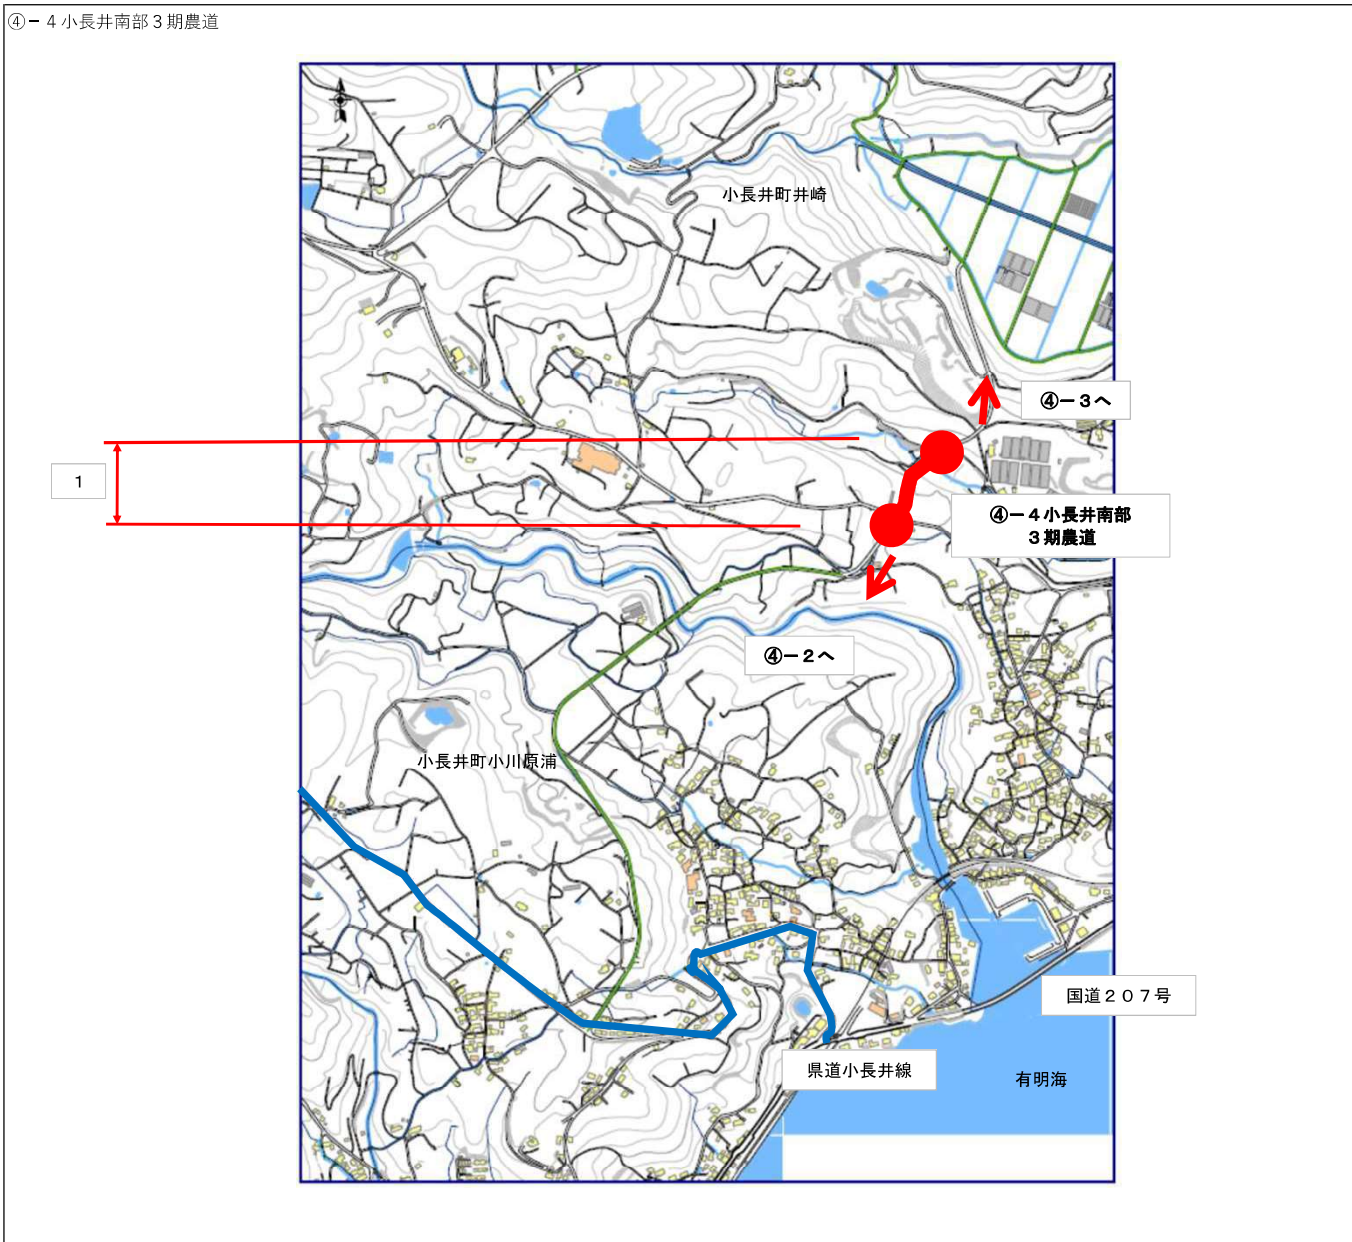 ④－４小長井南部３期農道
小長井町井崎
④－３へ
1
④－４小長井南部
３期農道
④－２へ
小長井町小川原浦
国道２０７号
県道小長井線
有明海